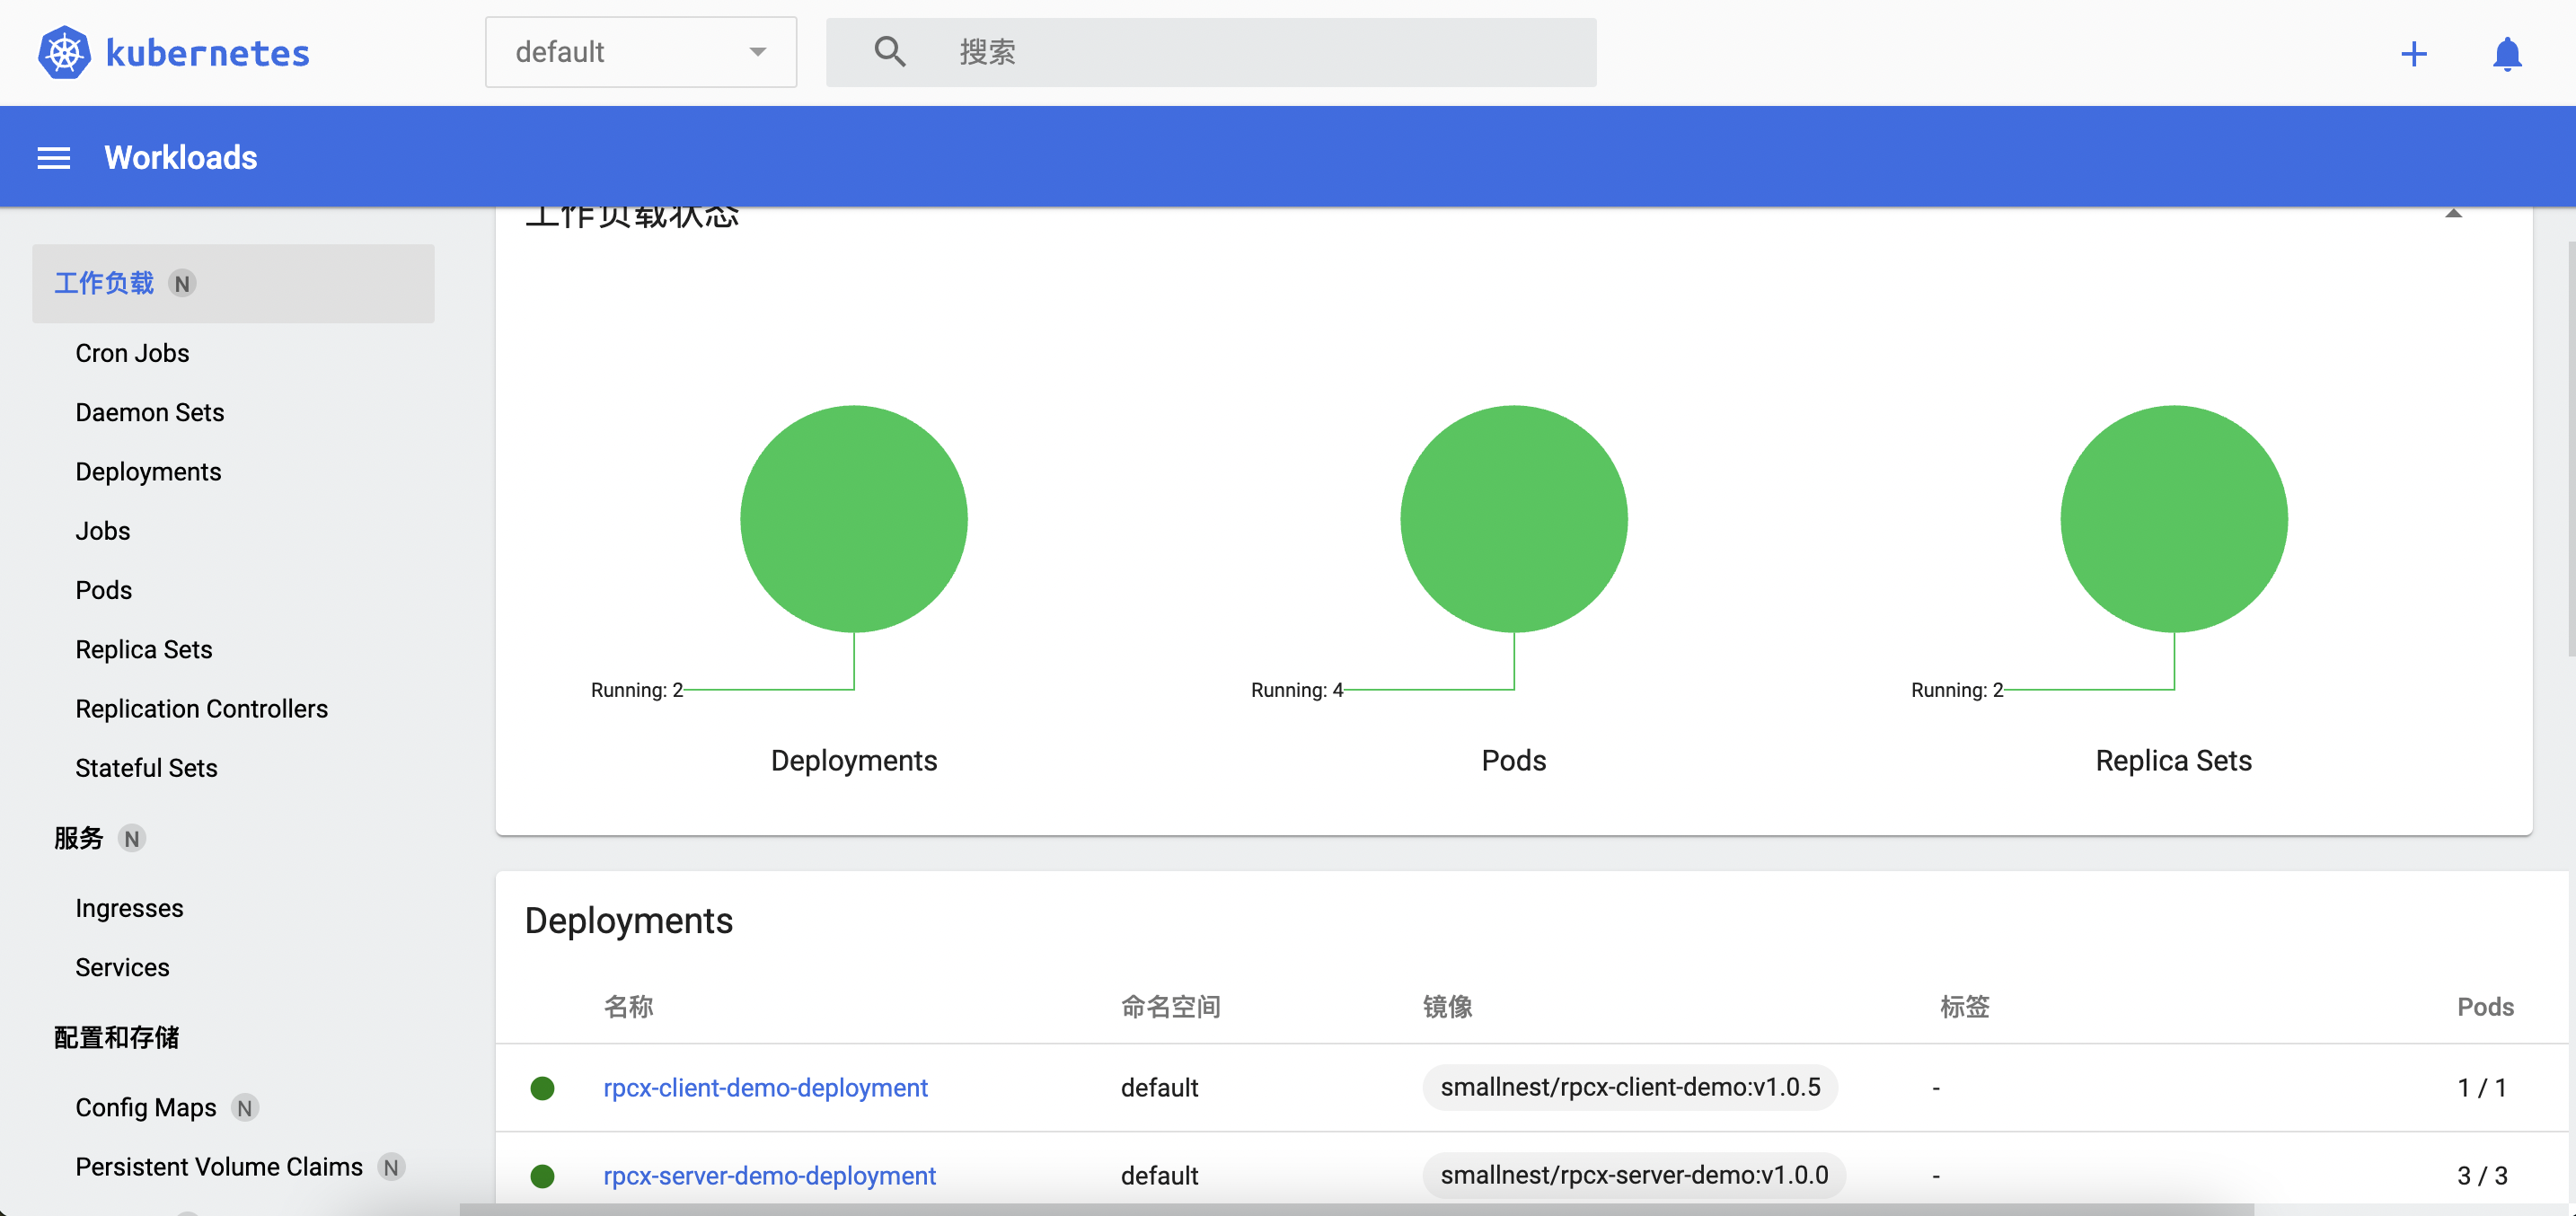 kubernetes
default
搜索
Workloads
工作负载 N
Cron Jobs
Daemon Sets
Deployments
Jobs
Pods
Replica Sets
Replication Controllers
Stateful Sets
服务 N
Ingresses
Services
配置和存储
Config Maps N
Persistent Volume Claims N
工作负载状态
Running: 2
Deployments
Running: 4
Pods
Running: 2
Replica Sets
Deployments
名称 命名空间 镜像 标签 Pods
rpcx-client-demo-deployment default smallnest/rpcx-client-demo:v1.0.5 - 1 / 1
rpcx-server-demo-deployment default smallnest/rpcx-server-demo:v1.0.0 - 3 / 3